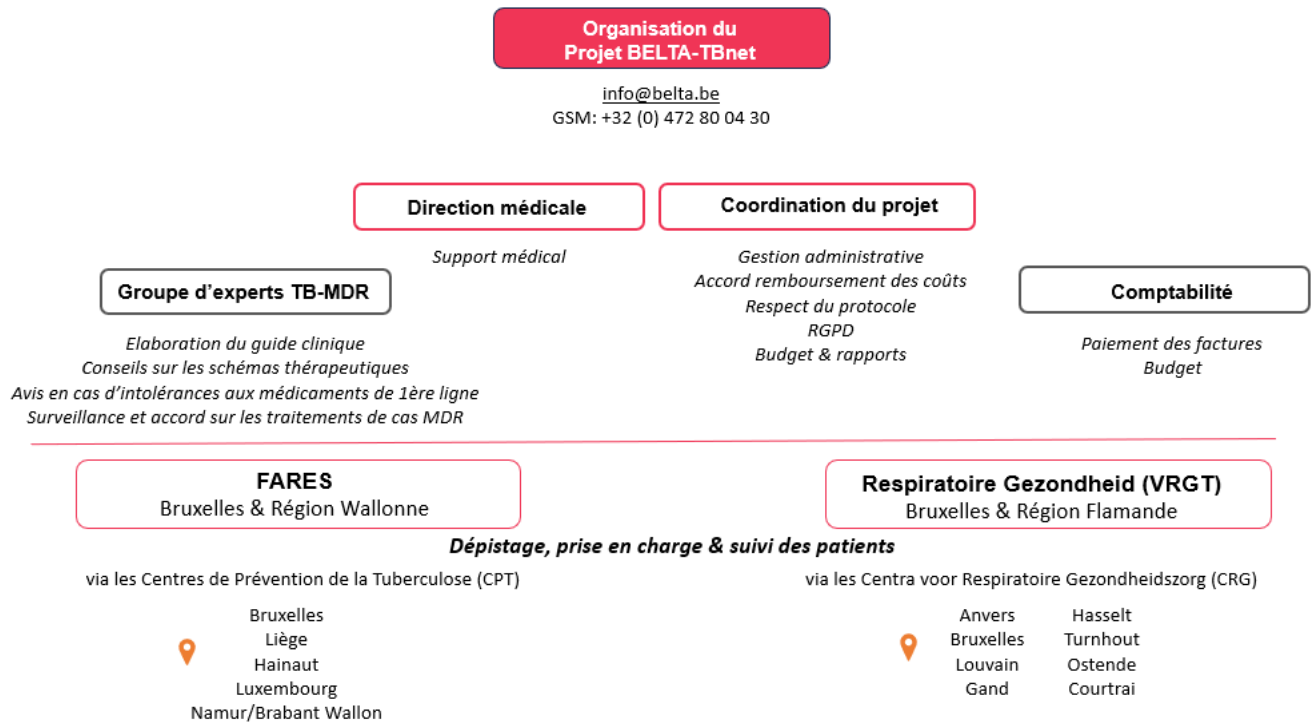 Organisation du
Projet BELTA-TBnet
info@belta.be
GSM: +32 (0) 472 80 04 30
Direction médicale
Support médical
Coordination du projet
Gestion administrative
Accord remboursement des coûts
Respect du protocole
RGPD
Budget & rapports
Groupe d'experts TB-MDR
Elaboration du guide clinique
Conseils sur les schémas thérapeutiques
Avis en cas d'intolérances aux médicaments de 1ère ligne
Surveillance et accord sur les traitements de cas MDR
Comptabilité
Paiement des factures
Budget
FARES
Bruxelles & Région Wallonne
Respiratoire Gezondheid (VRGT)
Bruxelles & Région Flamande
Dépistage, prise en charge & suivi des patients
via les Centres de Prévention de la Tuberculose (CPT)
Bruxelles
Liège
Hainaut
Luxembourg
Namur/Brabant Wallon
via les Centra voor Respiratoire Gezondheidszorg (CRG)
Anvers Hasselt
Bruxelles Turnhout
Louvain Ostende
Gand Courtrai